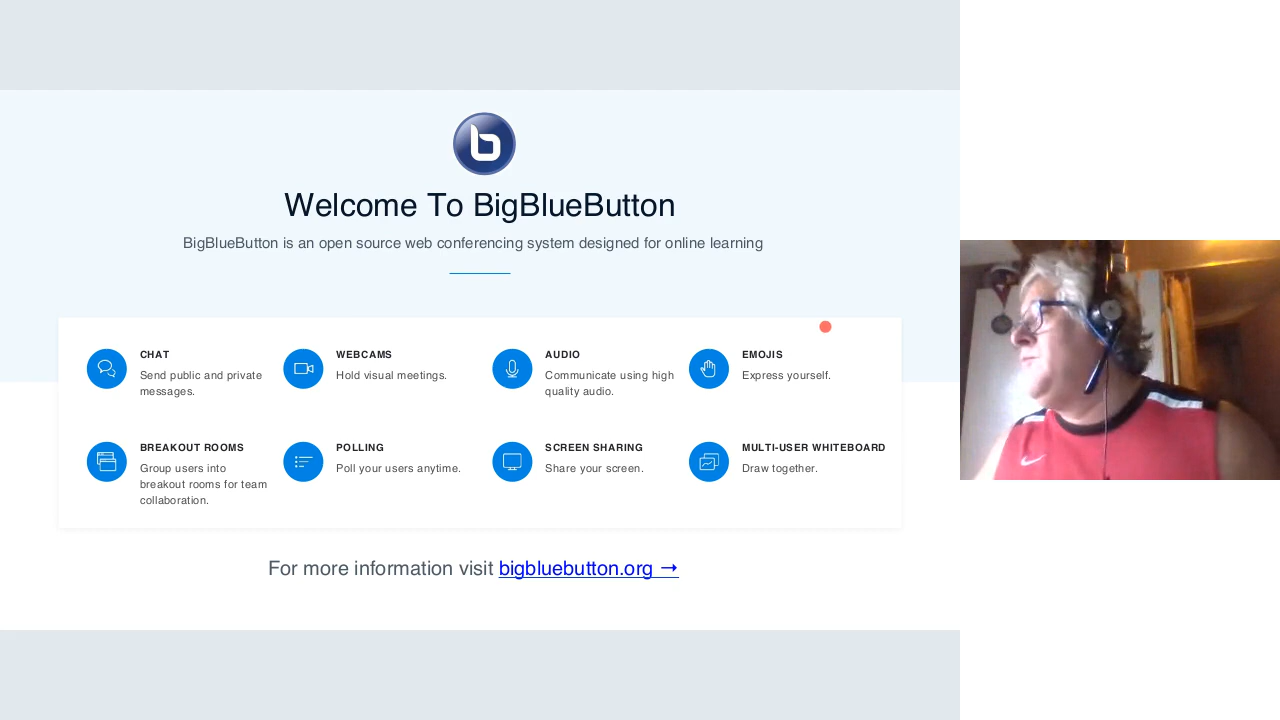 Welcome To BigBlueButton
BigBlueButton is an open source web conferencing system designed for online learning
CHAT
Send public and private
messages.
WEBCAMS
Hold visual meetings.
AUDIO
Communicate using high
quality audio.
EMOJIS
Express yourself.
BREAKOUT ROOMS
Group users into
breakout rooms for team
collaboration.
POLLING
Poll your users anytime.
SCREEN SHARING
Share your screen.
MULTI-USER WHITEBOARD
Draw together.
For more information visit bigbluebutton.org →